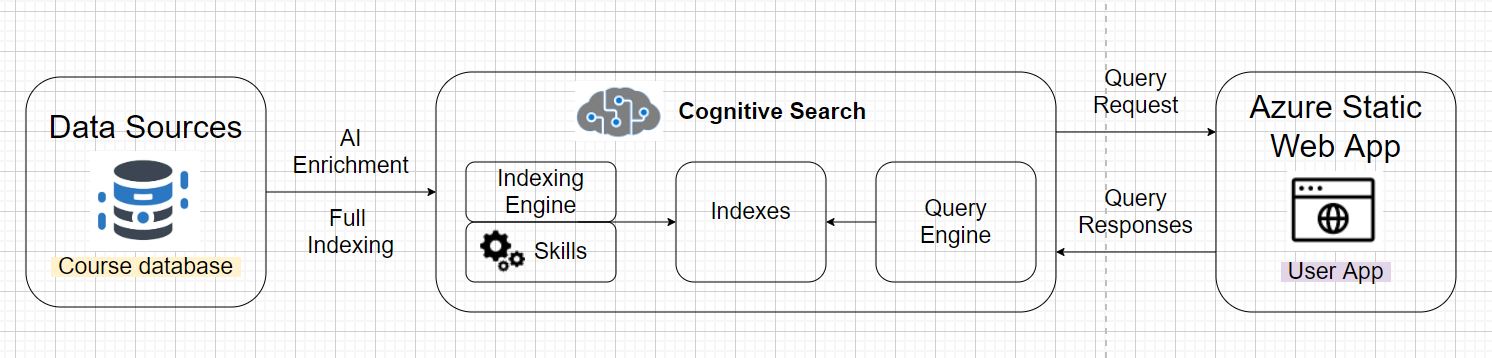 Data Sources
Course database
AI
Enrichment
Full
Indexing
Cognitive Search
Indexing
Engine
Skills
Indexes
Query
Engine
Query
Request
Query
Responses
Azure Static
Web App
User App